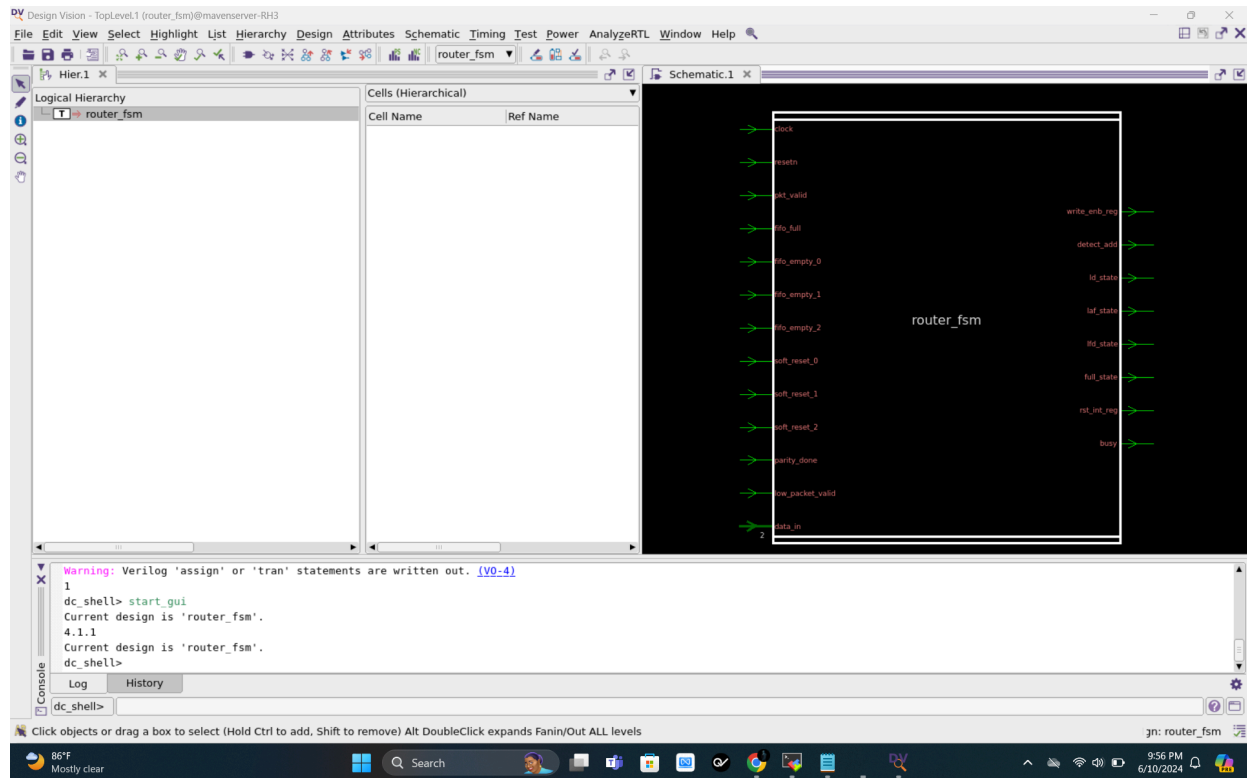 DV Design Vision - TopLevel.1 (router_fsm)@mavenserver-RH3
File Edit View Select Highlight List Hierarchy Design Attributes Schematic Timing Test Power AnalyzeRTL Window Help
router_fsm
Hier.1
Schematic.1
Logical Hierarchy
T router_fsm
Cells (Hierarchical)
Cell Name Ref Name
clock
resetn
pkt_valid
fifo_full
fifo_empty_0
fifo_empty_1
fifo_empty_2
soft_reset_0
soft_reset_1
soft_reset_2
parity_done
low_packet_valid
data_in
2
router_fsm
write_enb_reg
detect_add
ld_state
laf_state
lfd_state
full_state
rst_int_reg
busy
Warning: Verilog 'assign' or 'tran' statements are written out. (VO-4)
1
dc_shell> start_gui
Current design is 'router_fsm'.
4.1.1
Current design is 'router_fsm'.
dc_shell>
Console
Log History
dc_shell>
Click objects or drag a box to select (Hold Ctrl to add, Shift to remove) Alt DoubleClick expands Fanin/Out ALL levels
gn: router_fsm
86°F
Mostly clear
Search
DV
9:56 PM
6/10/2024